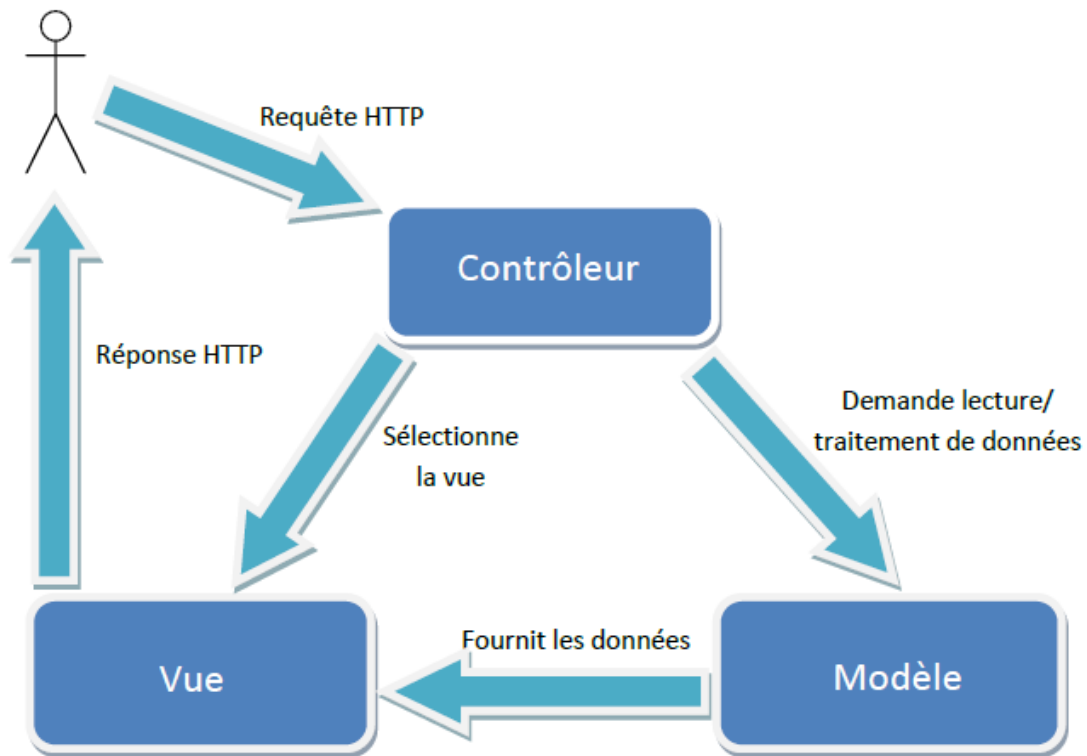 Requête HTTP
Contrôleur
Réponse HTTP
Sélectionne
la vue
Demande lecture/
traitement de données
Fournit les données
Vue
Modèle